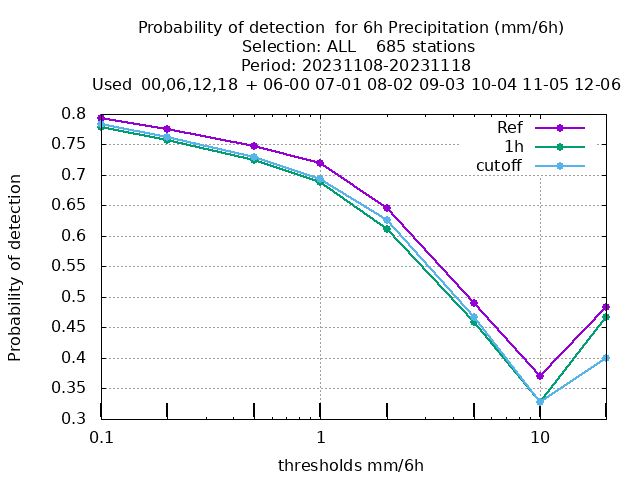 Probability of detection  for 6h Precipitation (mm/6h)
Selection: ALL    685 stations
Period: 20231108-20231118
Used  00,06,12,18  + 06-00 07-01 08-02 09-03 10-04 11-05 12-06
0.8
0.75
0.7
0.65
0.6
0.55
0.5
0.45
0.4
0.35
0.3
Probability of detection
Ref
1h
cutoff
0.1
1
10
thresholds mm/6h